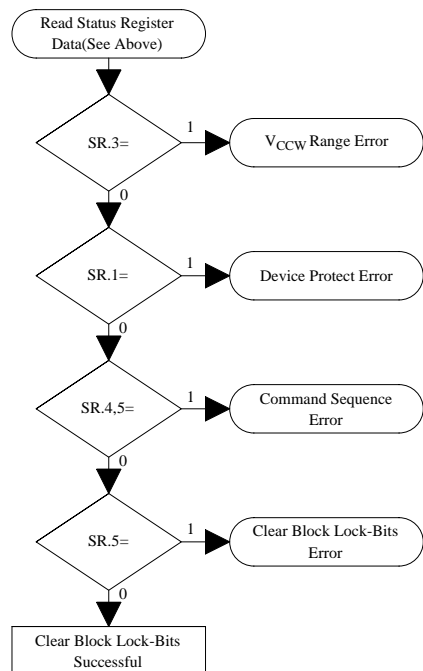 Read Status Register
Data(See Above)
SR.3=
1
V_CCW Range Error
0
SR.1=
1
Device Protect Error
0
SR.4,5=
1
Command Sequence
Error
0
SR.5=
1
Clear Block Lock-Bits
Error
0
Clear Block Lock-Bits
Successful